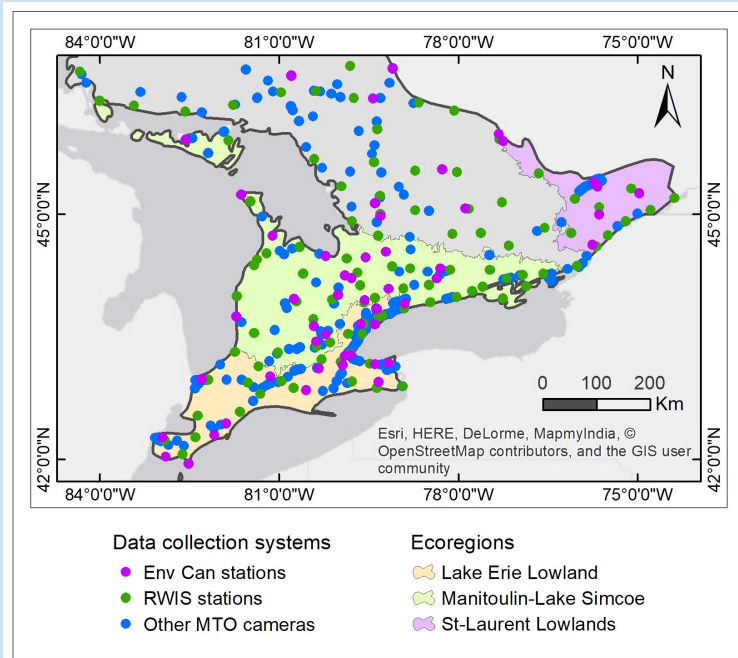 84°0'0"W 81°0'0"W 78°0'0"W 75°0'0"W
N
45°0'0"N 45°0'0"N
0 100 200
Km
Esri, HERE, DeLorme, MapmyIndia, ©
OpenStreetMap contributors, and the GIS user
community
42°0'0"N 42°0'0"N
84°0'0"W 81°0'0"W 78°0'0"W 75°0'0"W
Data collection systems
Env Can stations
RWIS stations
Other MTO cameras
Ecoregions
Lake Erie Lowland
Manitoulin-Lake Simcoe
St-Laurent Lowlands